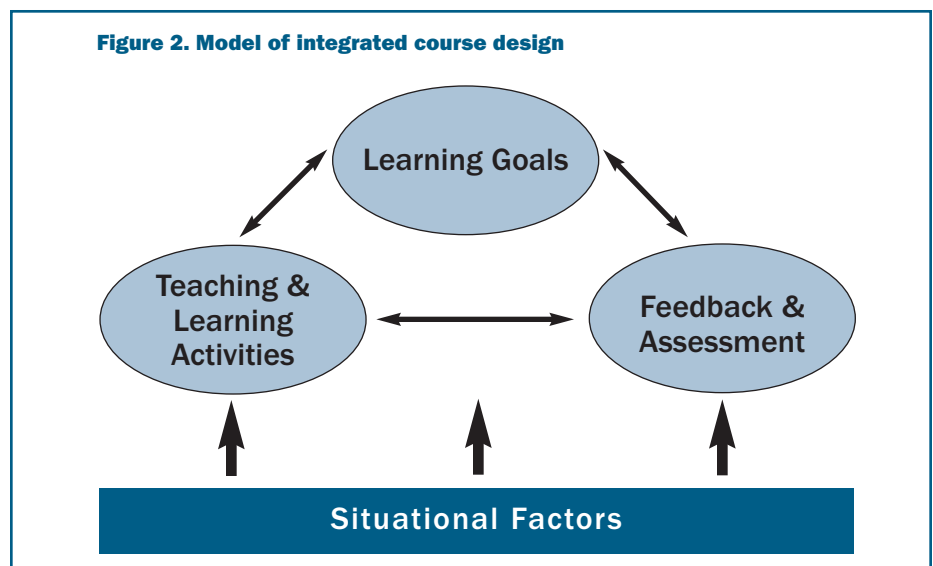 Figure 2. Model of integrated course design
Learning Goals
Teaching &
Learning
Activities
Feedback &
Assessment
Situational Factors